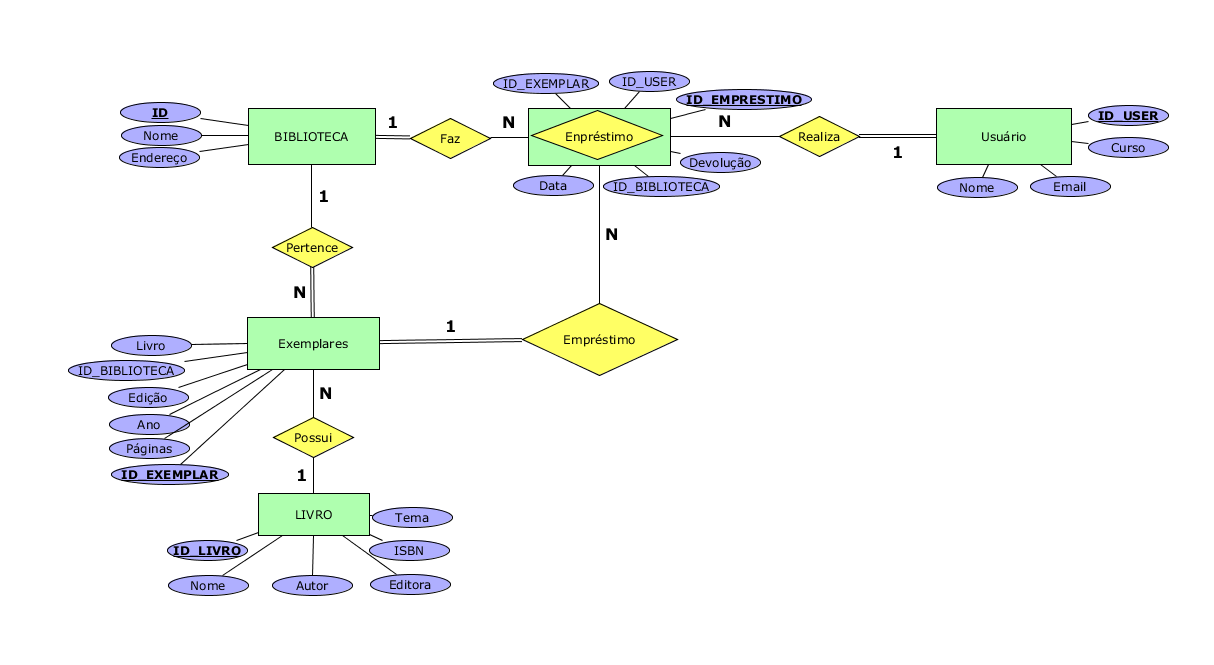 ID_EXEMPLAR
ID_USER
ID_EMPRESTIMO
ID
Nome
Endereço
BIBLIOTECA
1
Faz
N
Enpréstimo
N
Realiza
1
Usuário
ID_USER
Curso
Nome
Email
Devolução
Data
ID_BIBLIOTECA
1
Pertence
N
N
Exemplares
1
Empréstimo
Livro
ID_BIBLIOTECA
Edição
Ano
Páginas
ID_EXEMPLAR
N
Possui
1
LIVRO
Tema
ISBN
ID_LIVRO
Nome
Autor
Editora